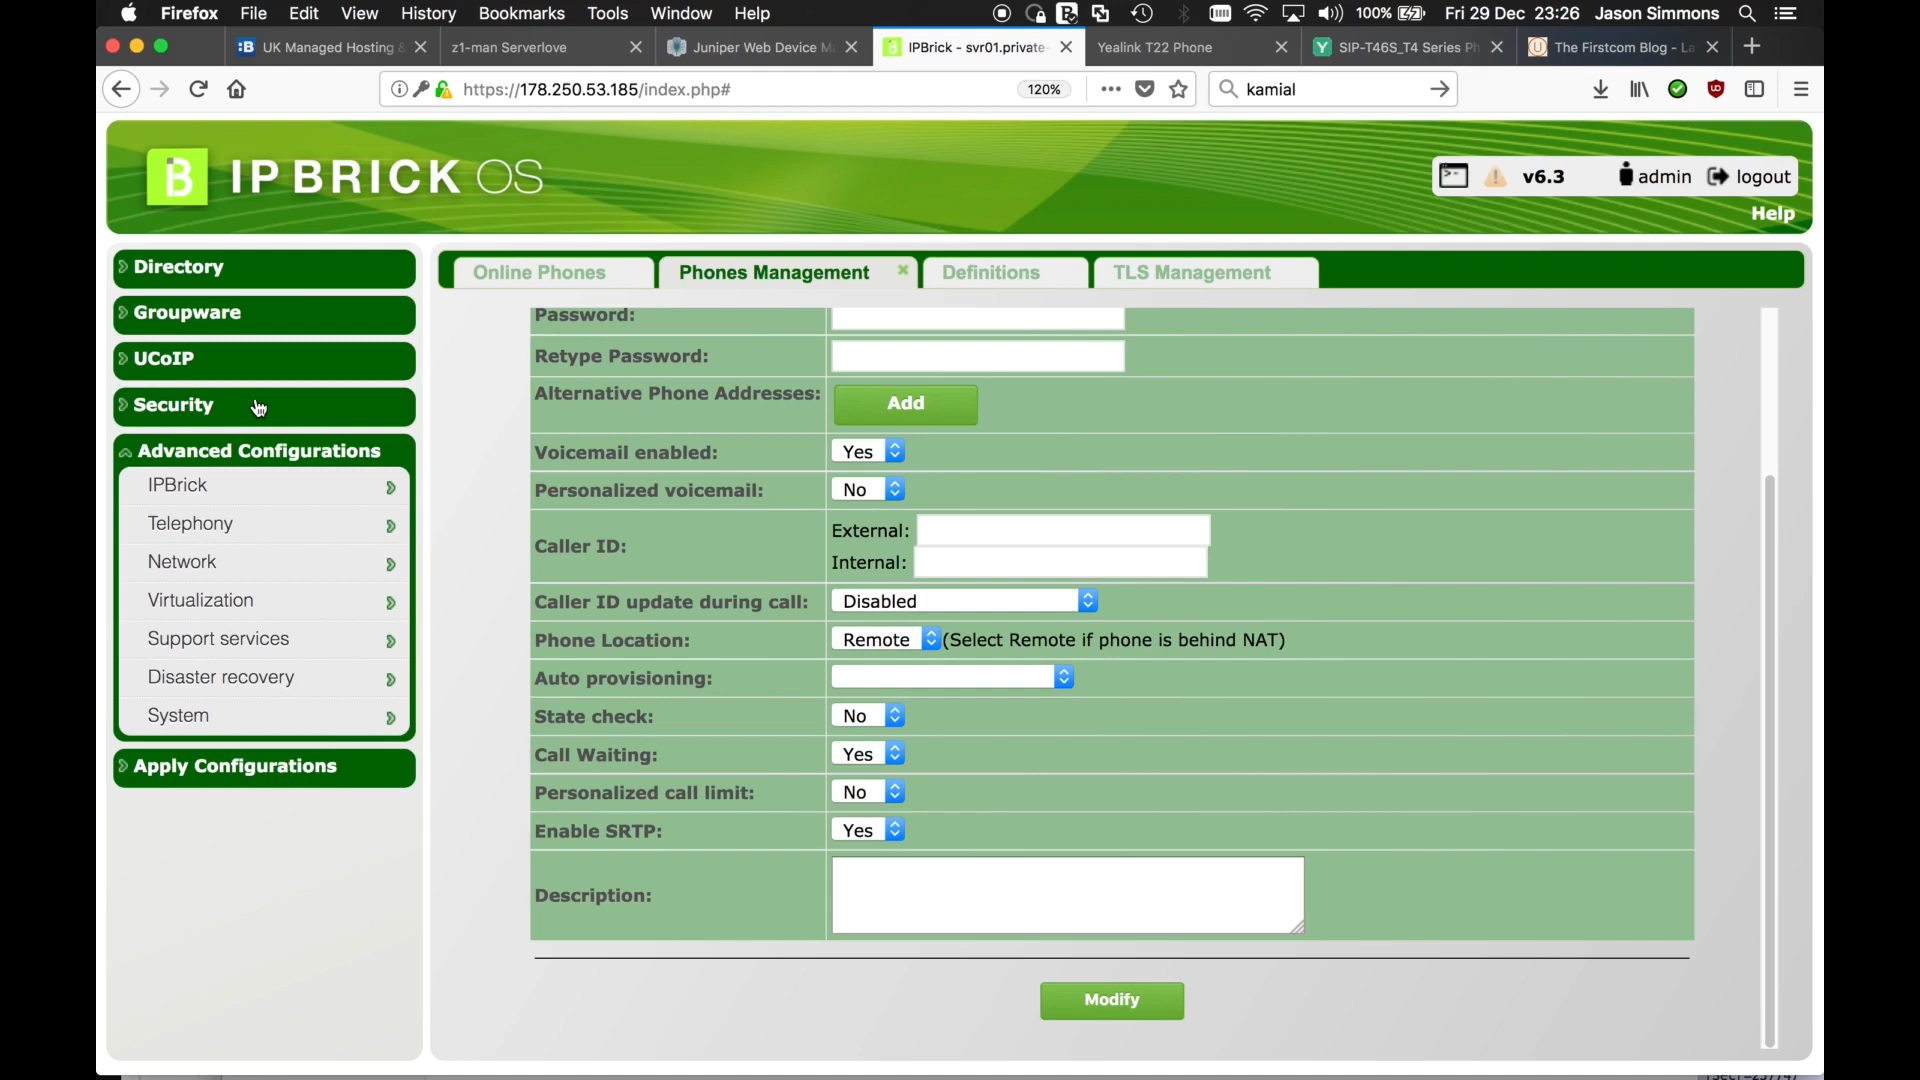 Firefox File Edit View History Bookmarks Tools Window Help 100% Fri 29 Dec 23:26 Jason Simmons
:B UK Managed Hosting & z1-man Serverlove Juniper Web Device Ma IPBrick - svr01.private- Yealink T22 Phone SIP-T46S_T4 Series Ph The Firstcom Blog - La
https://178.250.53.185/index.php# 120% kamial
IPBRICK OS
v6.3 admin logout
Help
Directory
Groupware
UCoIP
Security
Advanced Configurations
IPBrick
Telephony
Network
Virtualization
Support services
Disaster recovery
System
Apply Configurations
Online Phones Phones Management Definitions TLS Management
Password:
Retype Password:
Alternative Phone Addresses: Add
Voicemail enabled: Yes
Personalized voicemail: No
Caller ID: External:
Internal:
Caller ID update during call: Disabled
Phone Location: Remote (Select Remote if phone is behind NAT)
Auto provisioning:
State check: No
Call Waiting: Yes
Personalized call limit: No
Enable SRTP: Yes
Description:
Modify